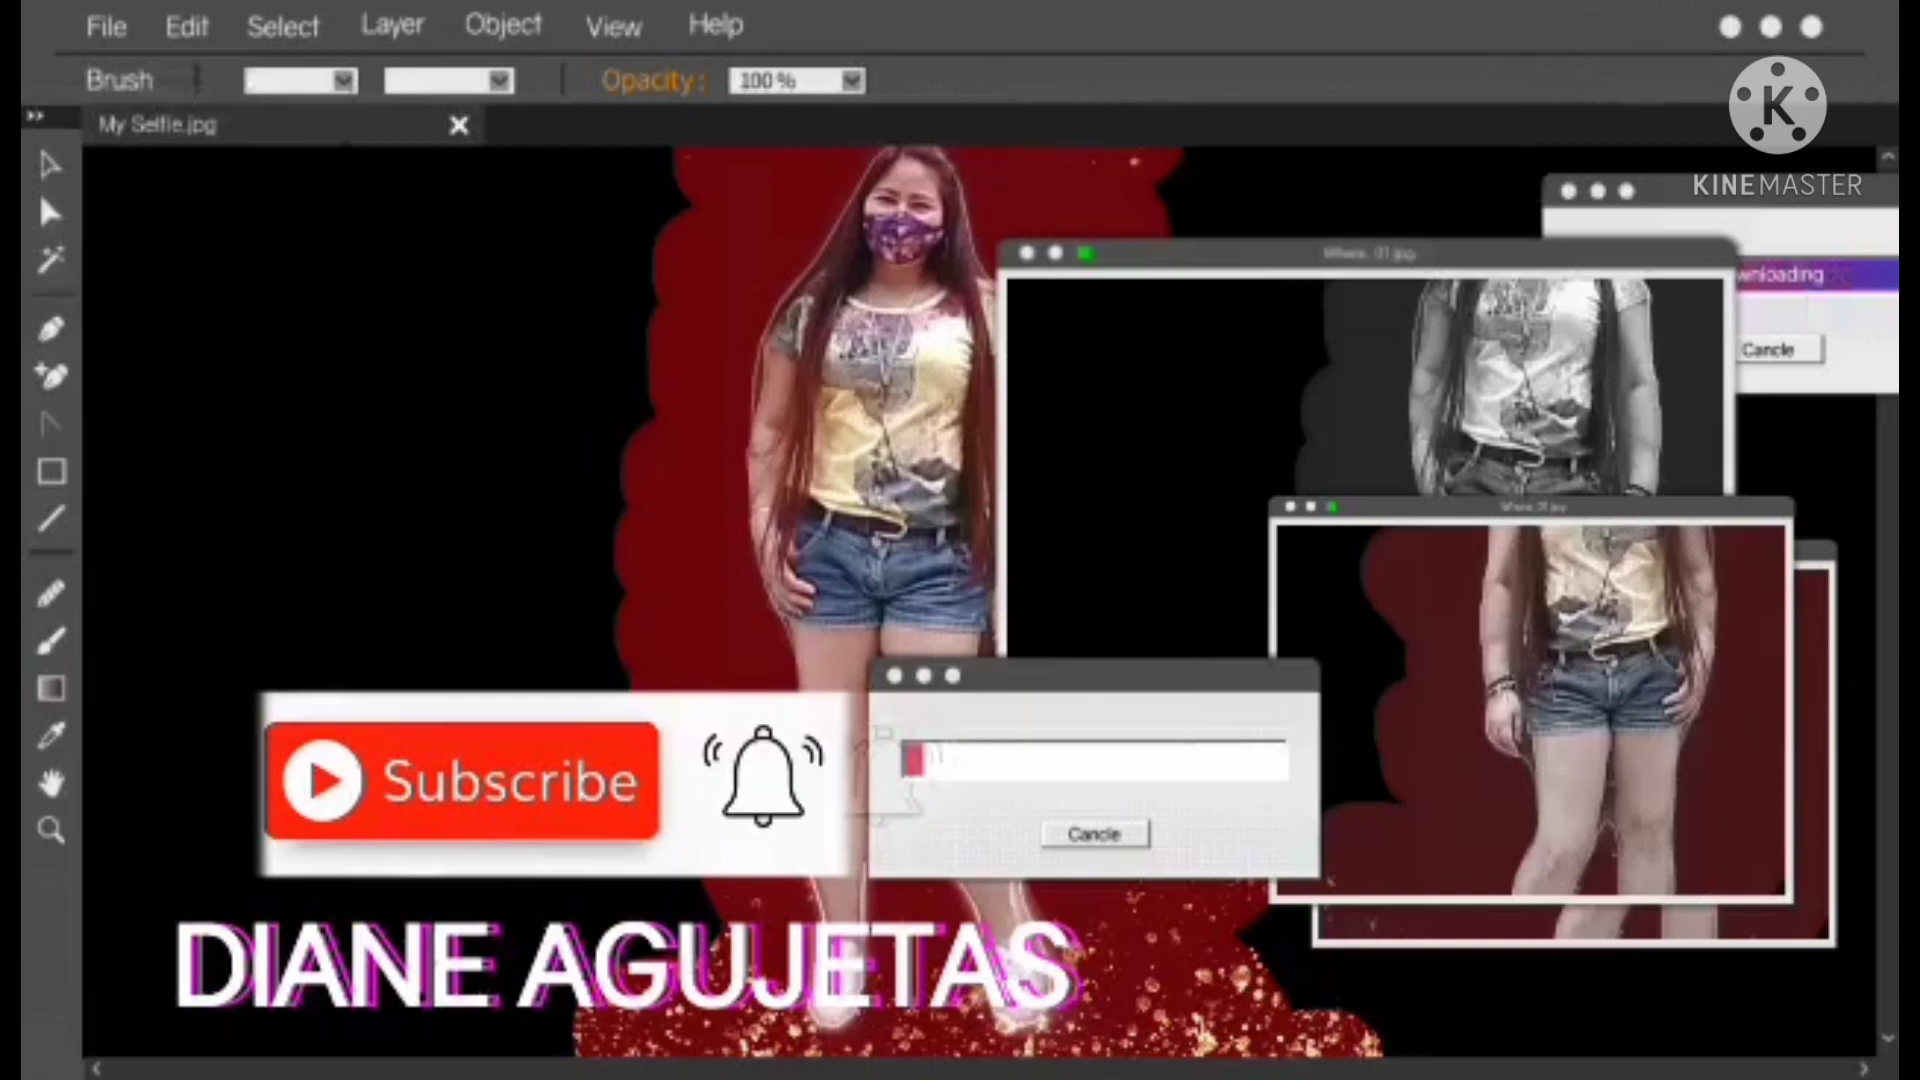 File Edit Select Layer Object View Help
Brush Opacity: 100 %
My Selfie.jpg
KINEMASTER
K
wnloading
Cancle
Subscribe
Cancle
DIANE AGUJETAS